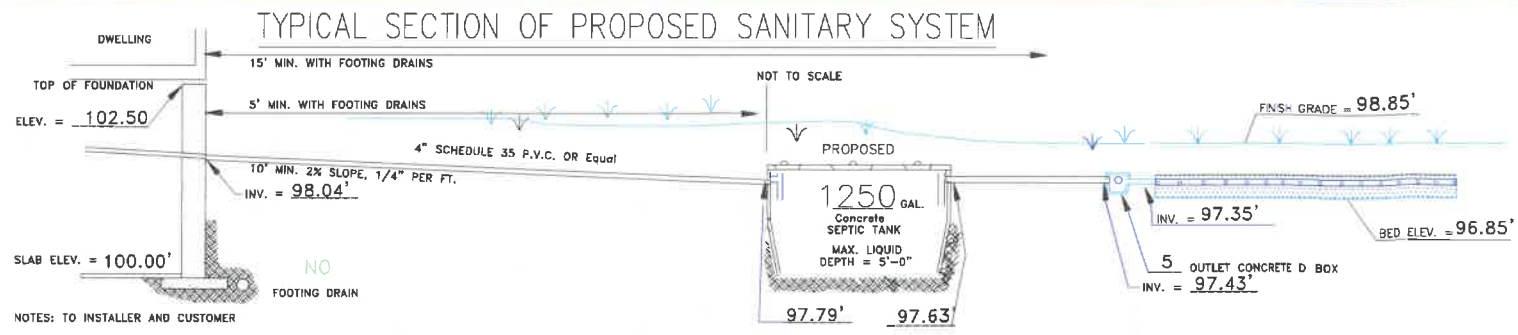 TYPICAL SECTION OF PROPOSED SANITARY SYSTEM
DWELLING
15' MIN. WITH FOOTING DRAINS
TOP OF FOUNDATION
NOT TO SCALE
5' MIN. WITH FOOTING DRAINS
FINISH GRADE = 98.85'
ELEV. = 102.50
4" SCHEDULE 35 P.V.C. OR Equal
PROPOSED
10' MIN. 2% SLOPE, 1/4" PER FT.
INV. = 98.04'
1250 GAL.
Concrete
SEPTIC TANK
MAX. LIQUID
DEPTH = 5'-0"
INV. = 97.35'
BED ELEV. = 96.85'
SLAB ELEV. = 100.00'
NO
FOOTING DRAIN
5 OUTLET CONCRETE D BOX
INV. = 97.43'
NOTES: TO INSTALLER AND CUSTOMER
97.79'
97.63'